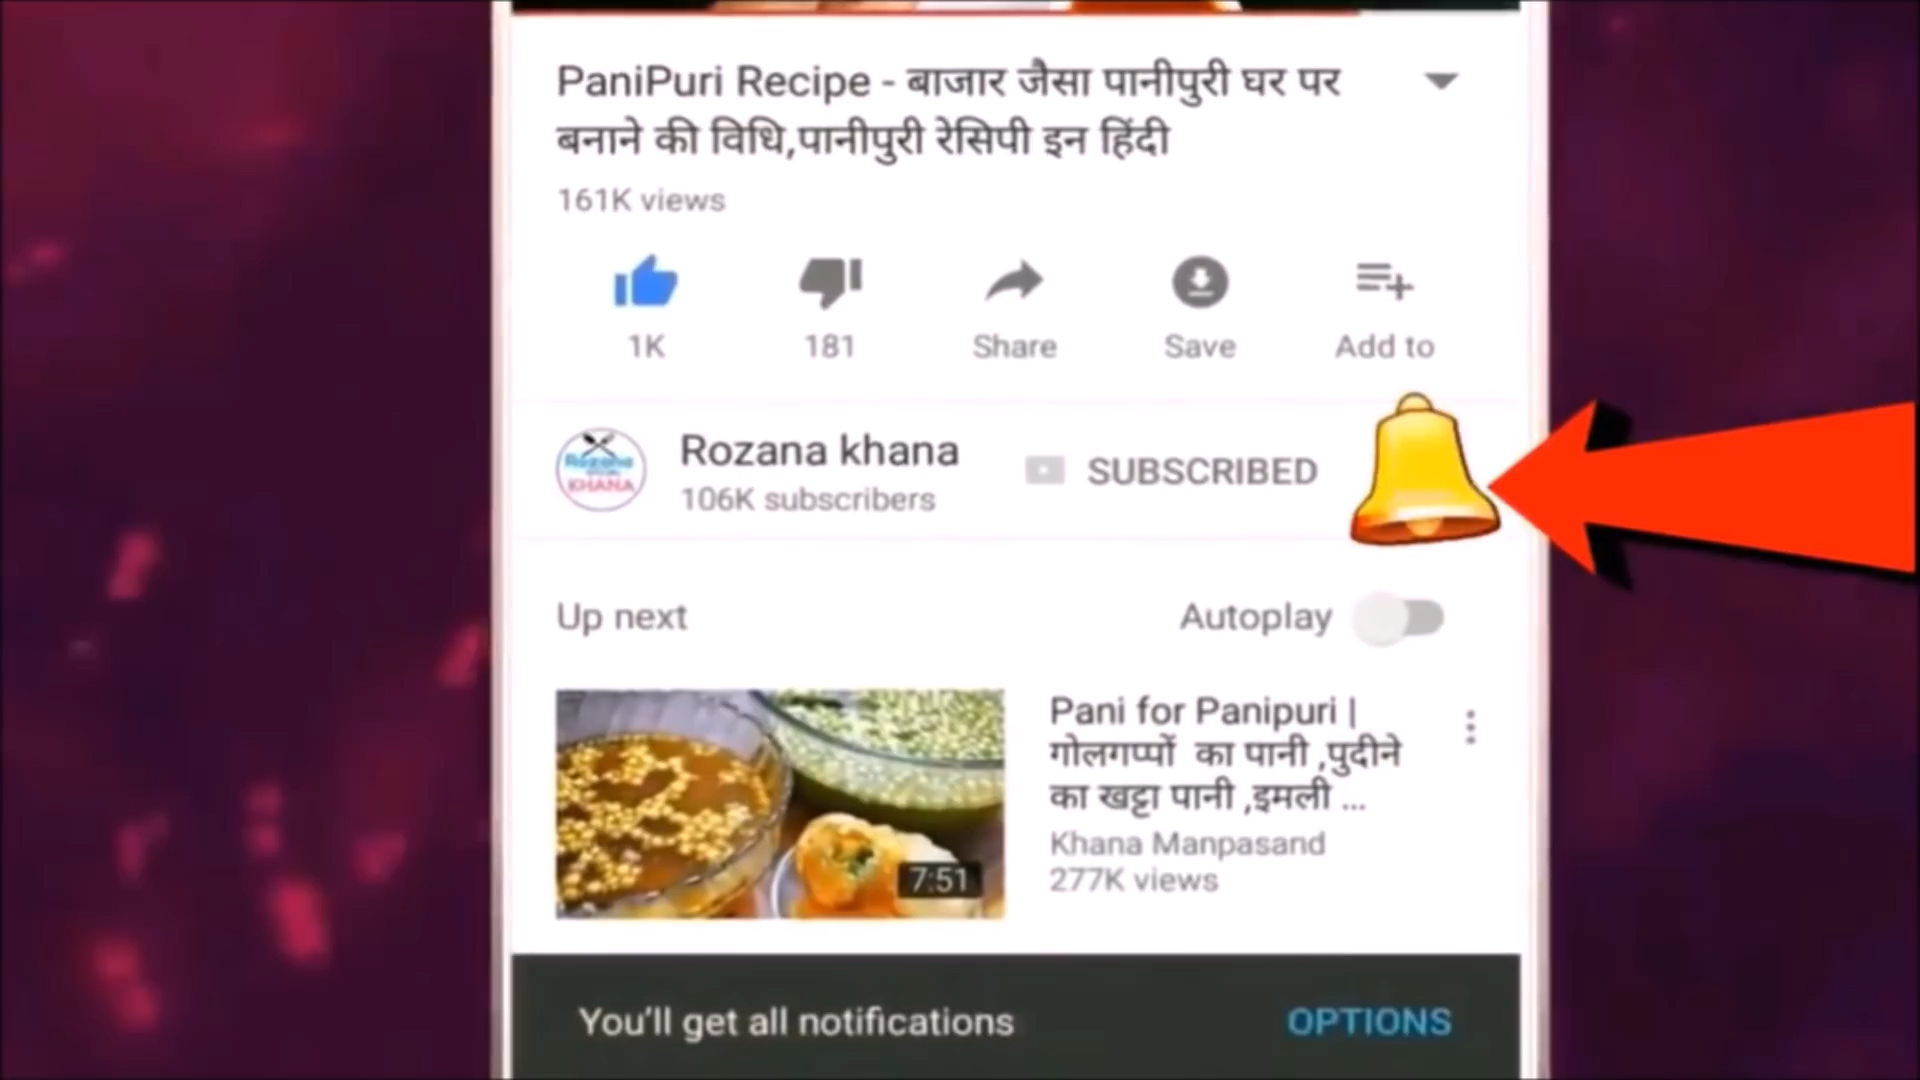 PaniPuri Recipe - बाजार जैसा पानीपुरी घर पर
बनाने की विधि,पानीपुरी रेसिपी इन हिंदी
161K views
1K
181
Share
Save
Add to
Rozana khana
106K subscribers
SUBSCRIBED
Rozana
KHANA
Up next
Autoplay
7:51
Pani for Panipuri |
गोलगप्पों का पानी ,पुदीने
का खट्टा पानी ,इमली ...
Khana Manpasand
277K views
You'll get all notifications
OPTIONS